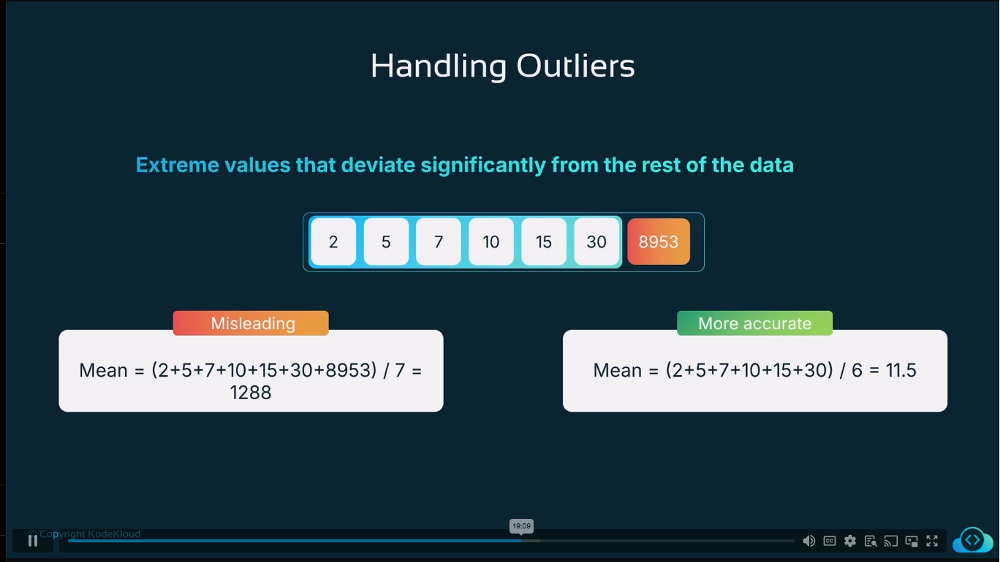 Handling Outliers
Extreme values that deviate significantly from the rest of the data
2 5 7 10 15 30 8953
Misleading
Mean = (2+5+7+10+15+30+8953) / 7 =
1288
More accurate
Mean = (2+5+7+10+15+30) / 6 = 11.5
19:09
© Copyright KodeKloud
CC